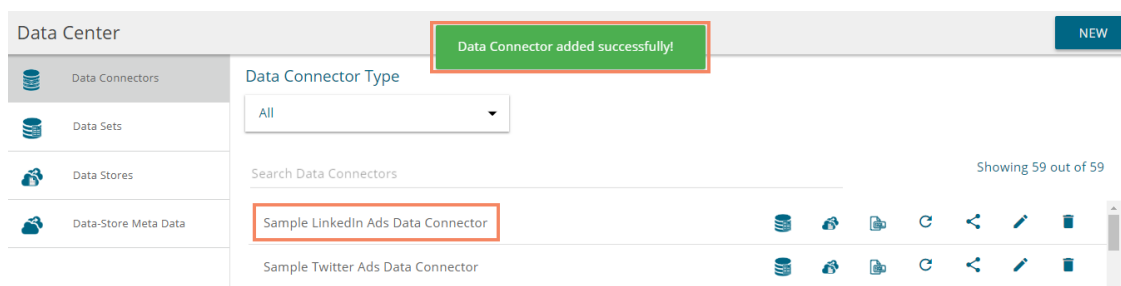 Data Center
Data Connector added successfully!
NEW
Data Connectors
Data Sets
Data Stores
Data-Store Meta Data
Data Connector Type
All
Search Data Connectors
Showing 59 out of 59
Sample LinkedIn Ads Data Connector
Sample Twitter Ads Data Connector